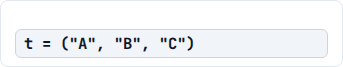 t = ("A", "B", "C")